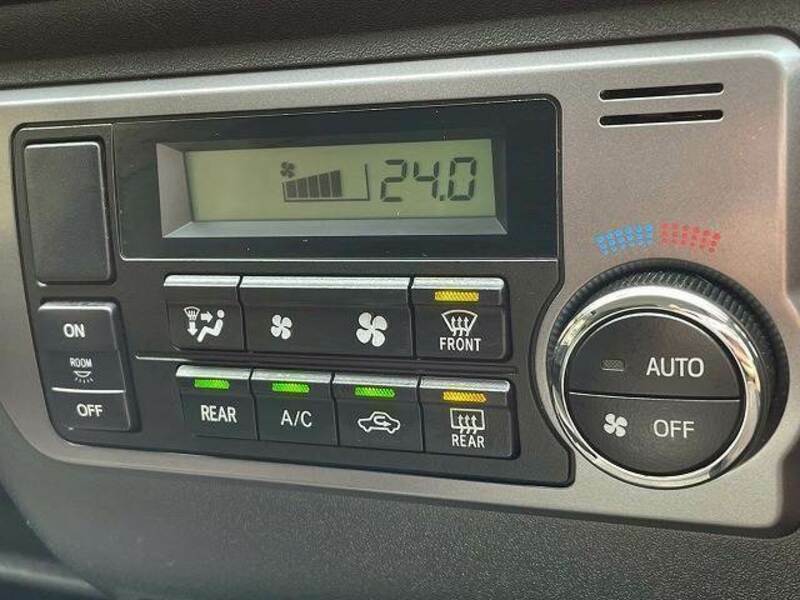 24.0
ON
ROOM
OFF
FRONT
REAR
A/C
REAR
AUTO
OFF